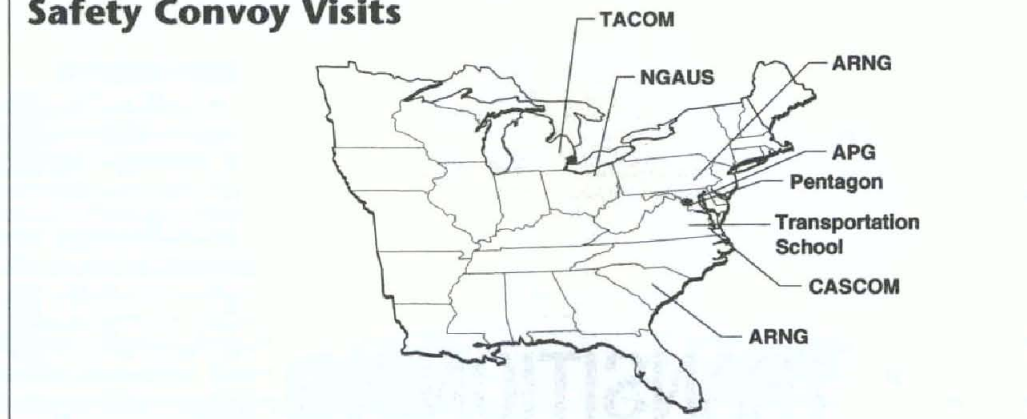 Safety Convoy Visits
TACOM
NGAUS
ARNG
APG
Pentagon
Transportation
School
CASCOM
ARNG